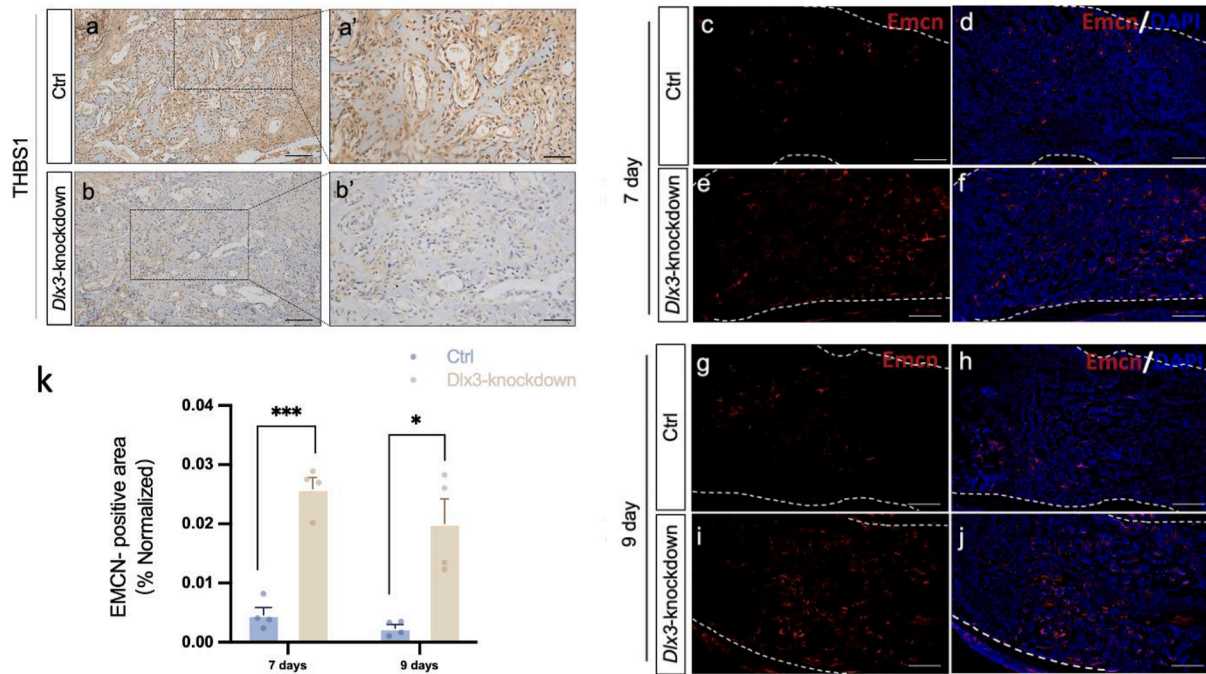 THBS1
Ctrl
a
a'
Dlx3-knockdown
b
b'
7 day
Ctrl
c
Emcn
d
Emcn/DAPI
Dlx3-knockdown
e
f
9 day
Ctrl
g
Emcn
h
Emcn/DAPI
Dlx3-knockdown
i
j
k
Ctrl
Dlx3-knockdown
EMCN- positive area
(% Normalized)
0.04
0.03
0.02
0.01
0.00
***
*
7 days
9 days